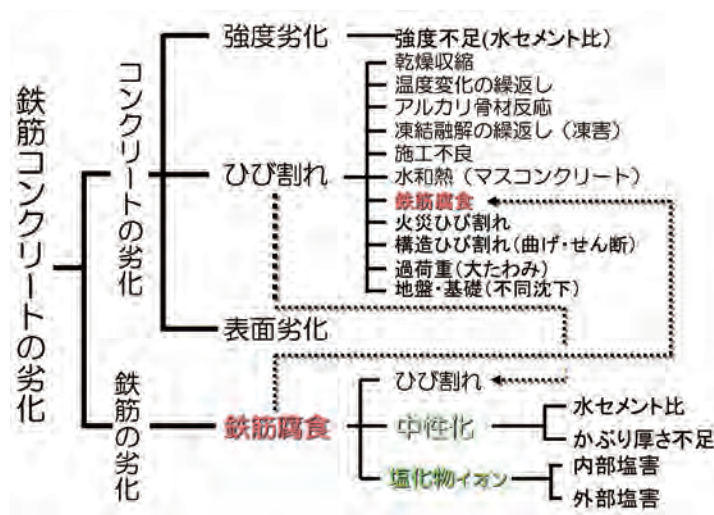 鉄筋コンクリートの劣化
コンクリートの劣化
強度劣化
強度不足(水セメント比)
ひび割れ
乾燥収縮
温度変化の繰返し
アルカリ骨材反応
凍結融解の繰返し（凍害）
施工不良
水和熱（マスコンクリート）
鉄筋腐食
火災ひび割れ
構造ひび割れ(曲げ・せん断)
過荷重(大たわみ)
地盤・基礎(不同沈下)
表面劣化
鉄筋の劣化
鉄筋腐食
ひび割れ
中性化
水セメント比
かぶり厚さ不足
塩化物イオン
内部塩害
外部塩害